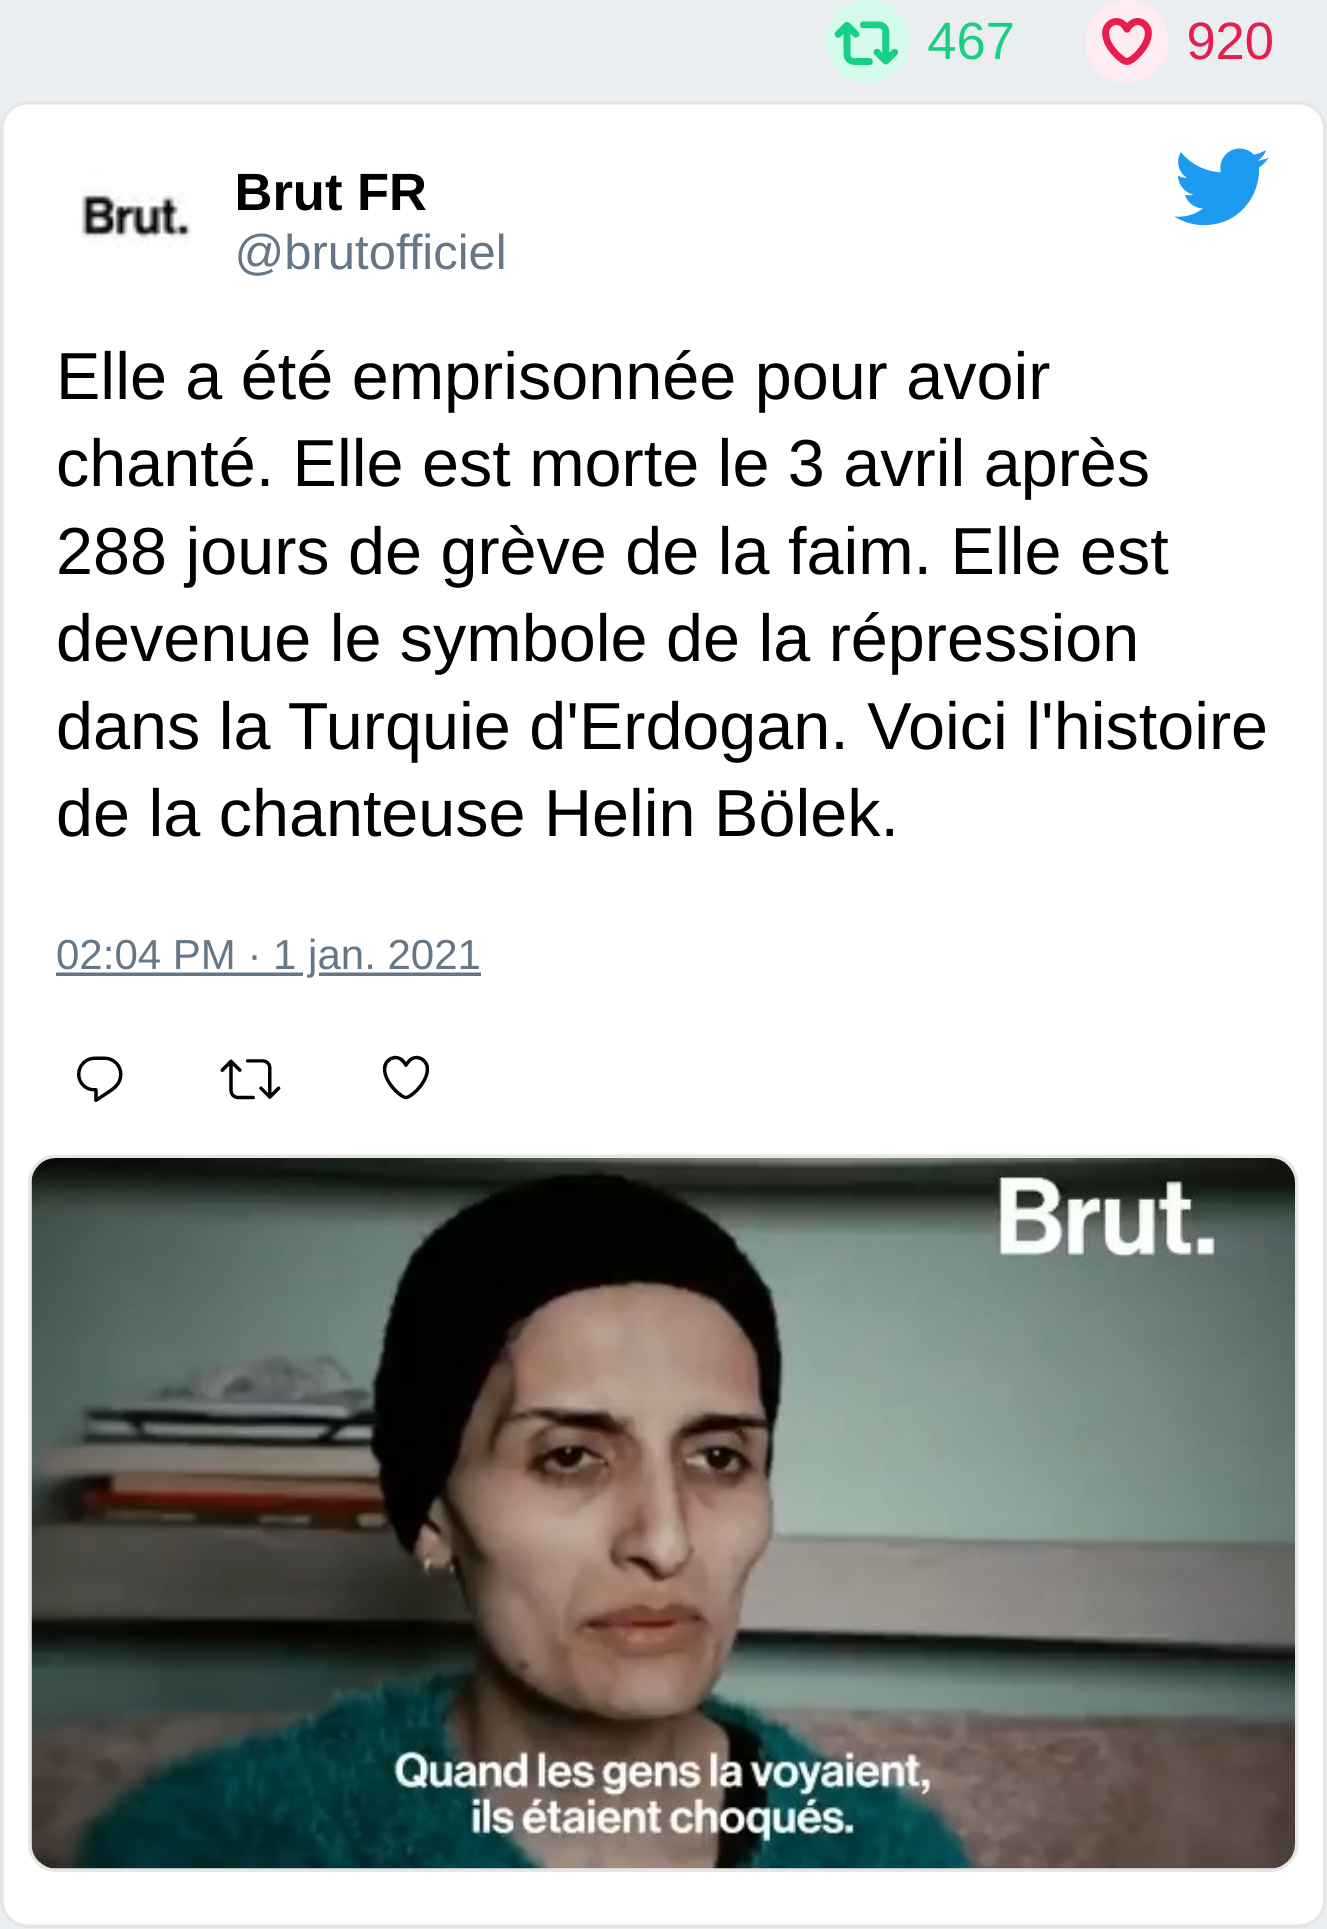 467 920
Brut.
Brut FR
@brutofficiel
Elle a été emprisonnée pour avoir
chanté. Elle est morte le 3 avril après
288 jours de grève de la faim. Elle est
devenue le symbole de la répression
dans la Turquie d'Erdogan. Voici l'histoire
de la chanteuse Helin Bölek.
02:04 PM · 1 jan. 2021
Brut.
Quand les gens la voyaient,
ils étaient choqués.